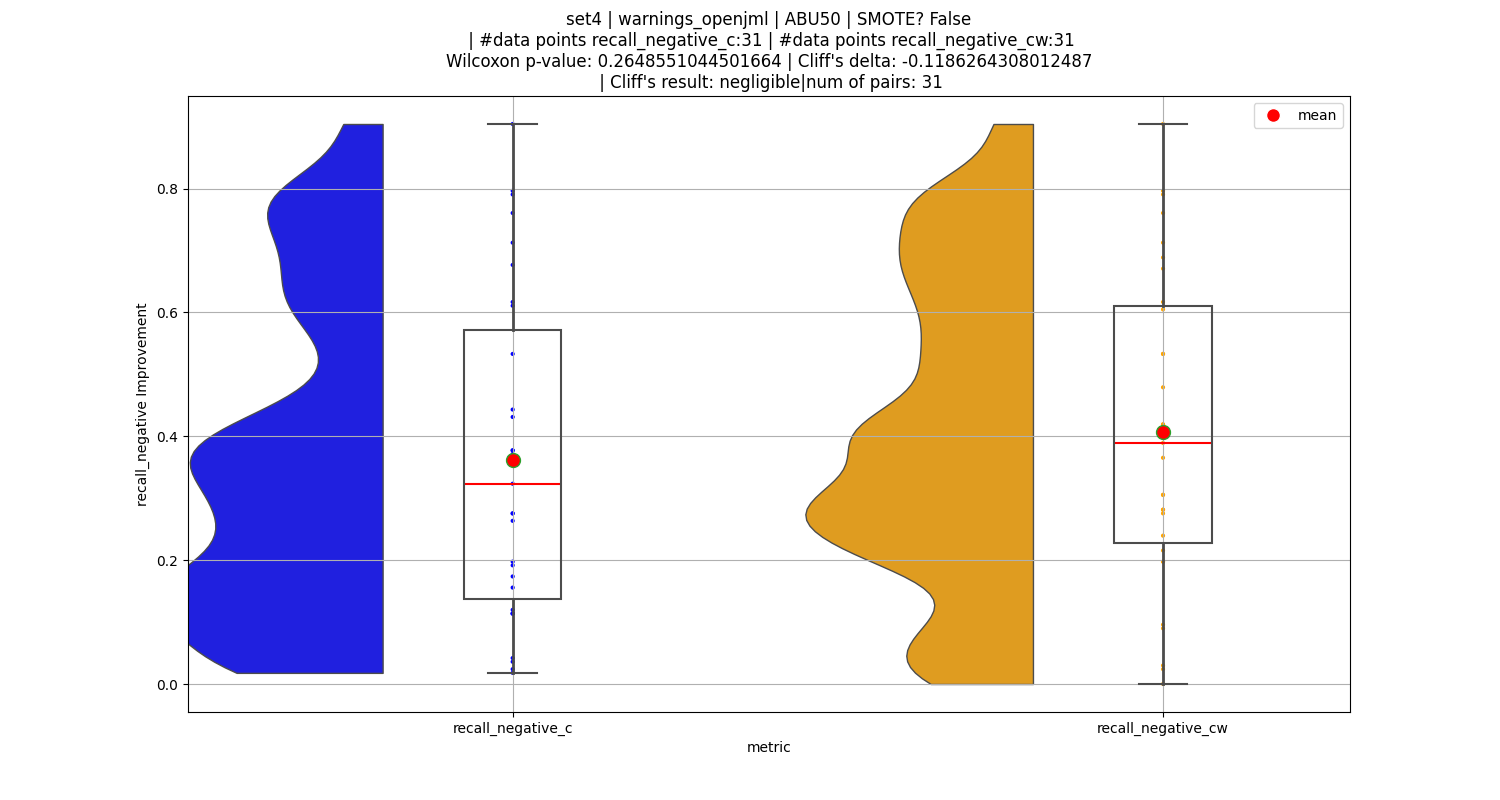 set4 | warnings_openjml | ABU50 | SMOTE? False
| #data points recall_negative_c:31 | #data points recall_negative_cw:31
Wilcoxon p-value: 0.2648551044501664 | Cliff's delta: -0.1186264308012487
| Cliff's result: negligible|num of pairs: 31
mean
0.8
0.6
0.4
0.2
0.0
recall_negative Improvement
recall_negative_c
recall_negative_cw
metric